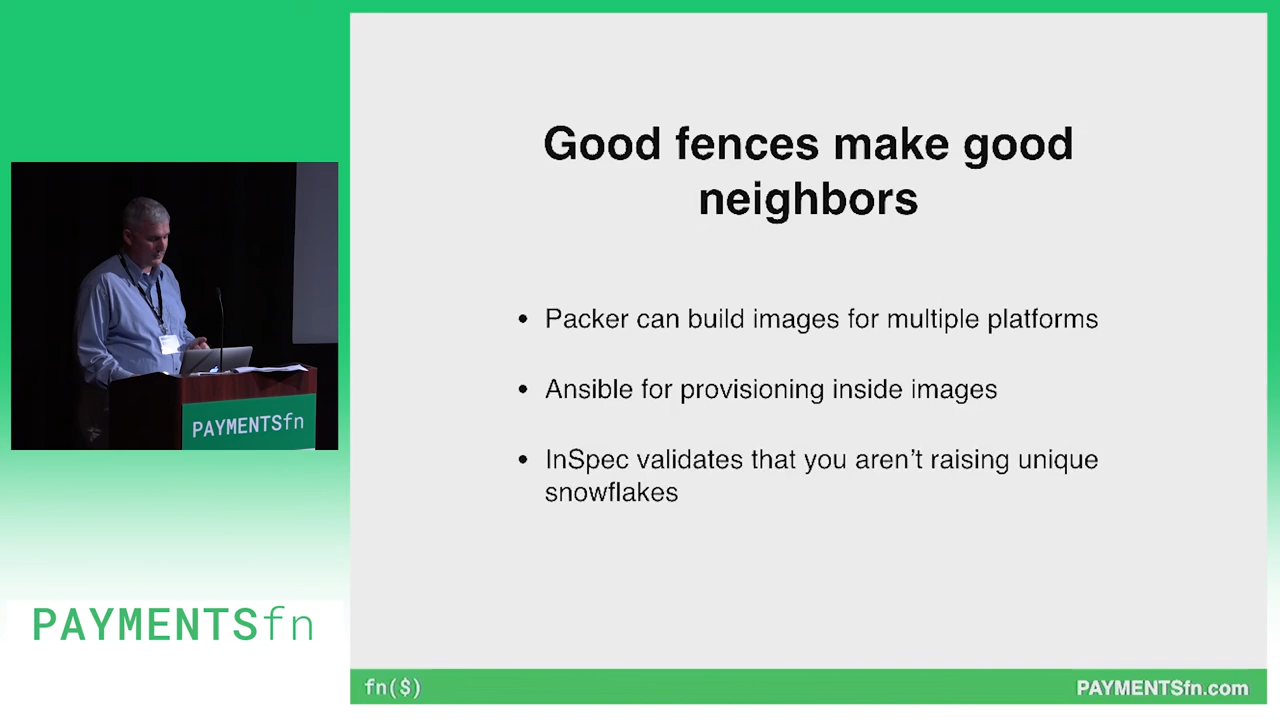 Good fences make good
neighbors
• Packer can build images for multiple platforms
• Ansible for provisioning inside images
• InSpec validates that you aren’t raising unique
snowflakes
PAYMENTSfn
PAYMENTSfn
fn($)
PAYMENTSfn.com